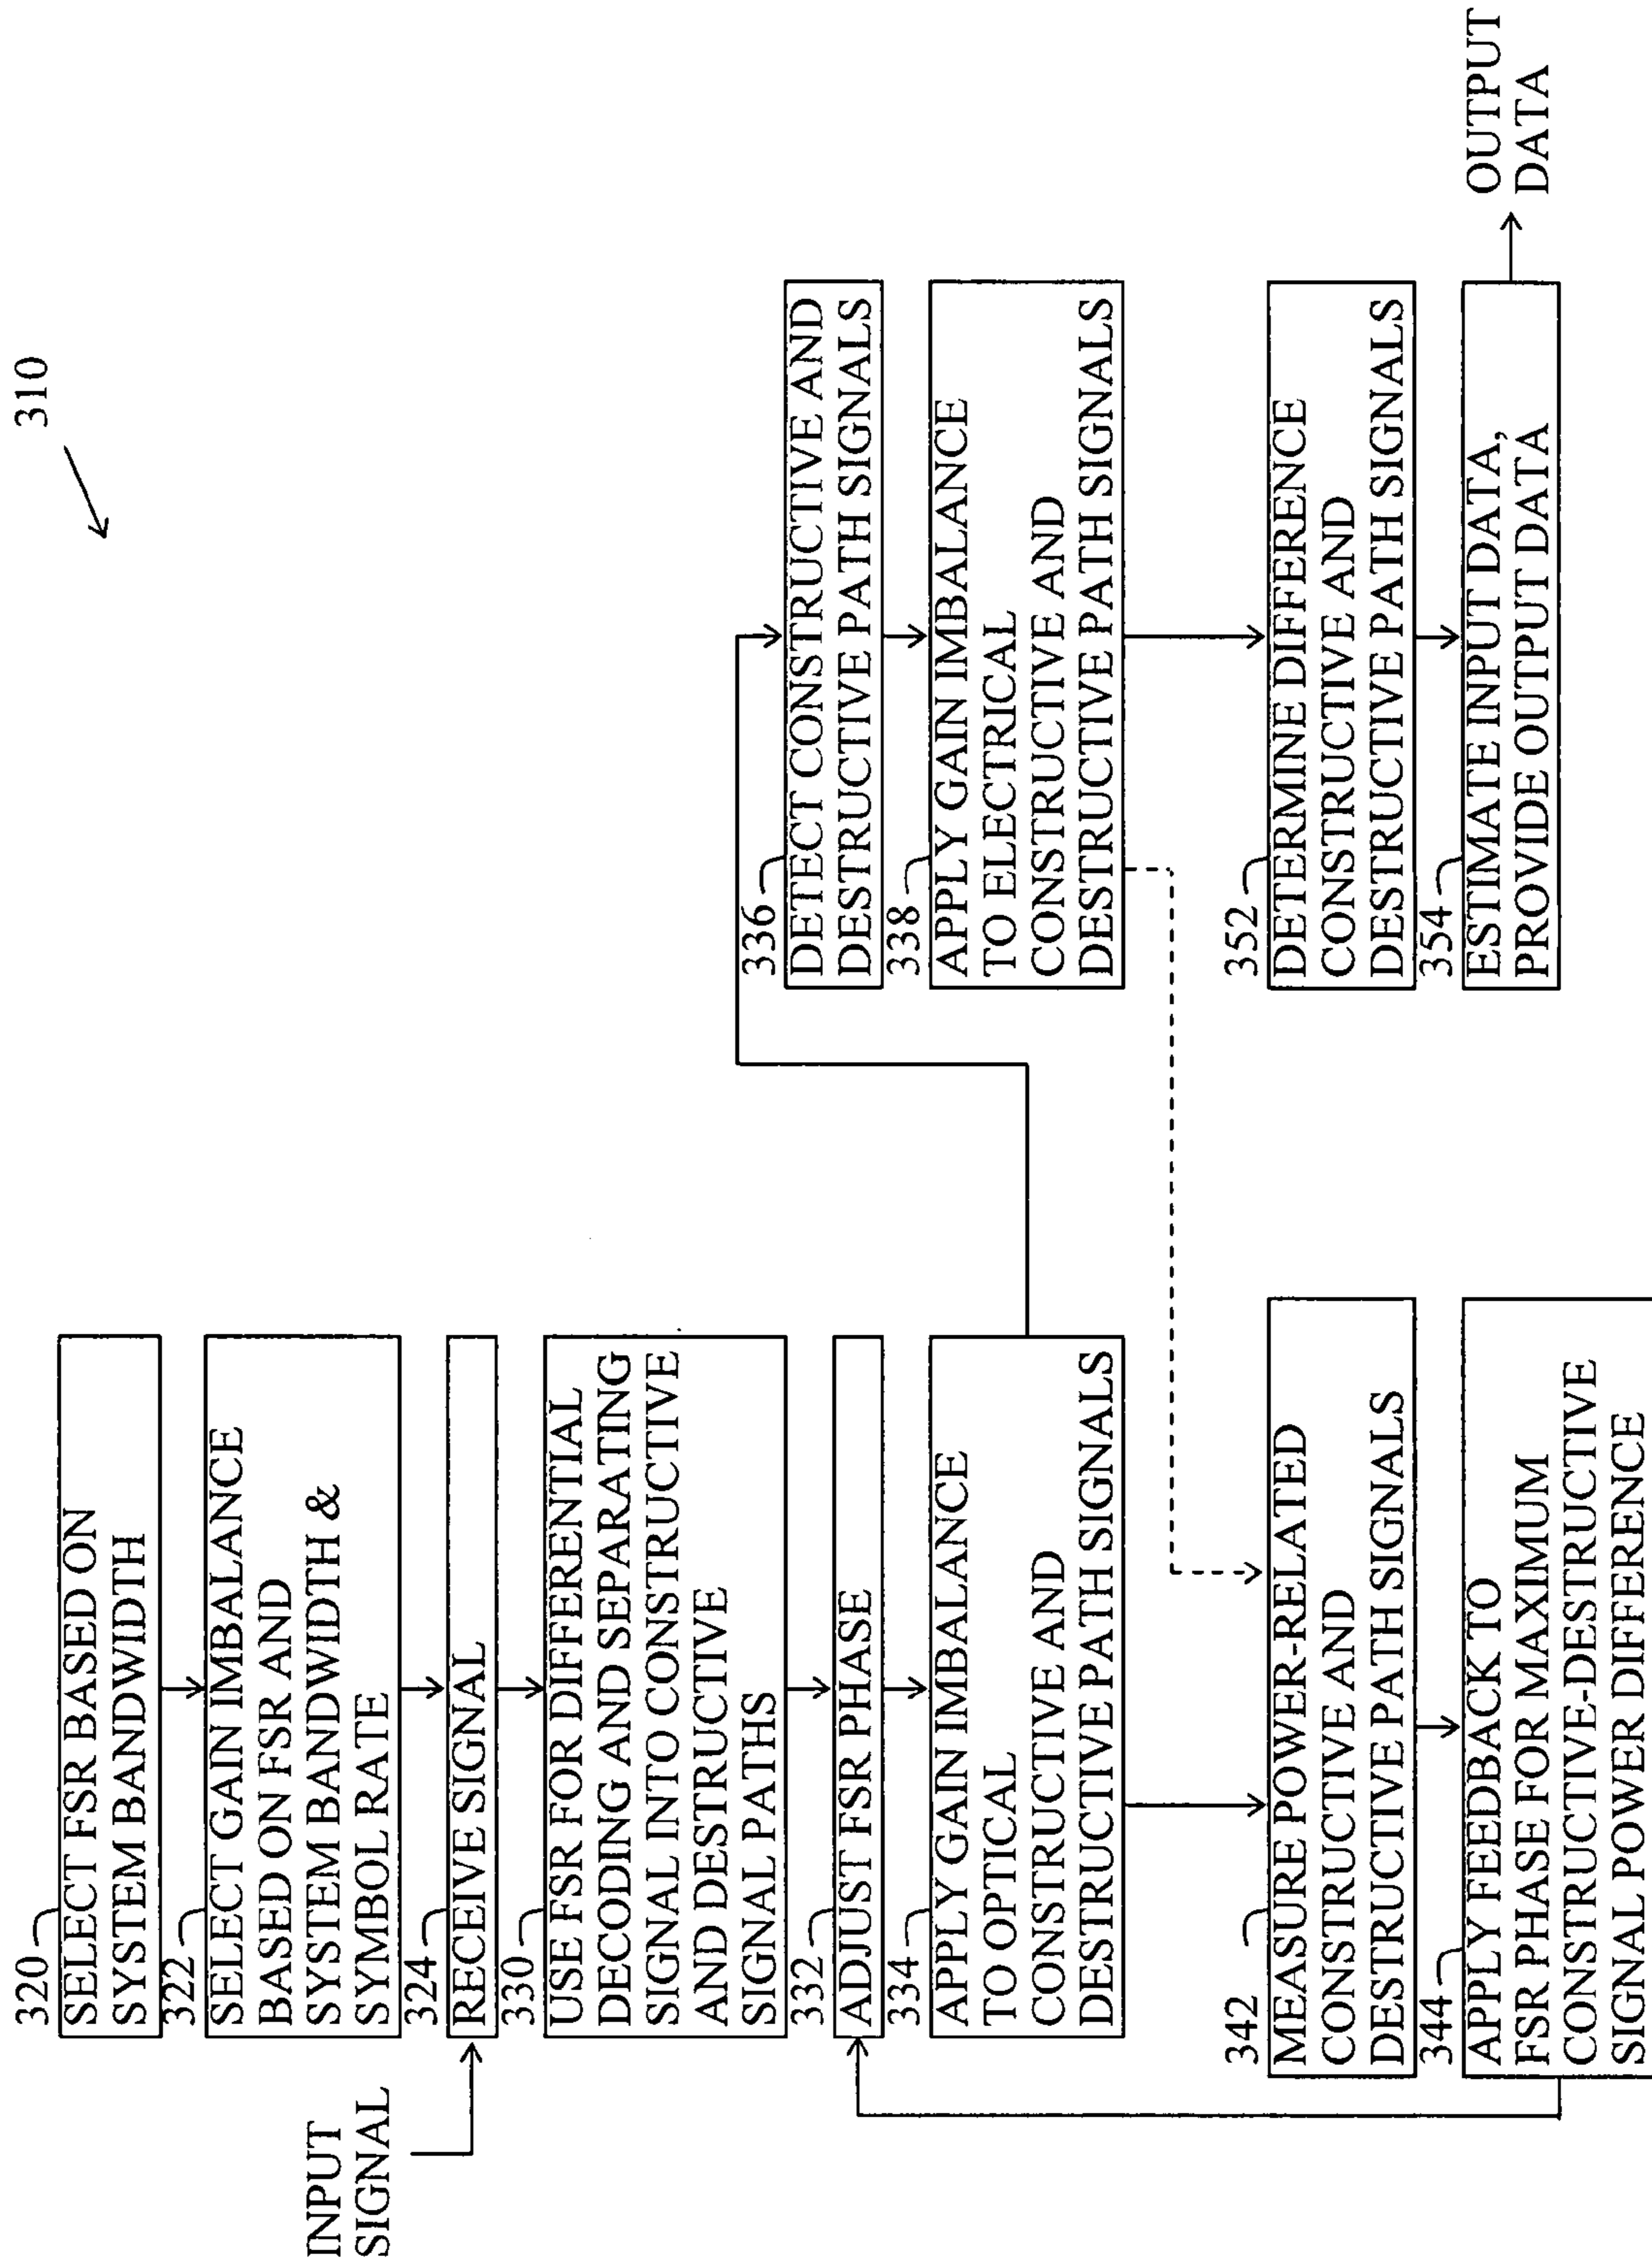 310
320
SELECT FSR BASED ON
SYSTEM BANDWIDTH
322
SELECT GAIN IMBALANCE
BASED ON FSR AND
SYSTEM BANDWIDTH &
SYMBOL RATE
INPUT
SIGNAL
324
RECEIVE SIGNAL
330
USE FSR FOR DIFFERENTIAL
DECODING AND SEPARATING
SIGNAL INTO CONSTRUCTIVE
AND DESTRUCTIVE
SIGNAL PATHS
332
ADJUST FSR PHASE
334
APPLY GAIN IMBALANCE
TO OPTICAL
CONSTRUCTIVE AND
DESTRUCTIVE PATH SIGNALS
336
DETECT CONSTRUCTIVE AND
DESTRUCTIVE PATH SIGNALS
338
APPLY GAIN IMBALANCE
TO ELECTRICAL
CONSTRUCTIVE AND
DESTRUCTIVE PATH SIGNALS
342
MEASURE POWER-RELATED
CONSTRUCTIVE AND
DESTRUCTIVE PATH SIGNALS
344
APPLY FEEDBACK TO
FSR PHASE FOR MAXIMUM
CONSTRUCTIVE-DESTRUCTIVE
SIGNAL POWER DIFFERENCE
352
DETERMINE DIFFERENCE
CONSTRUCTIVE AND
DESTRUCTIVE PATH SIGNALS
354
ESTIMATE INPUT DATA,
PROVIDE OUTPUT DATA
OUTPUT
DATA